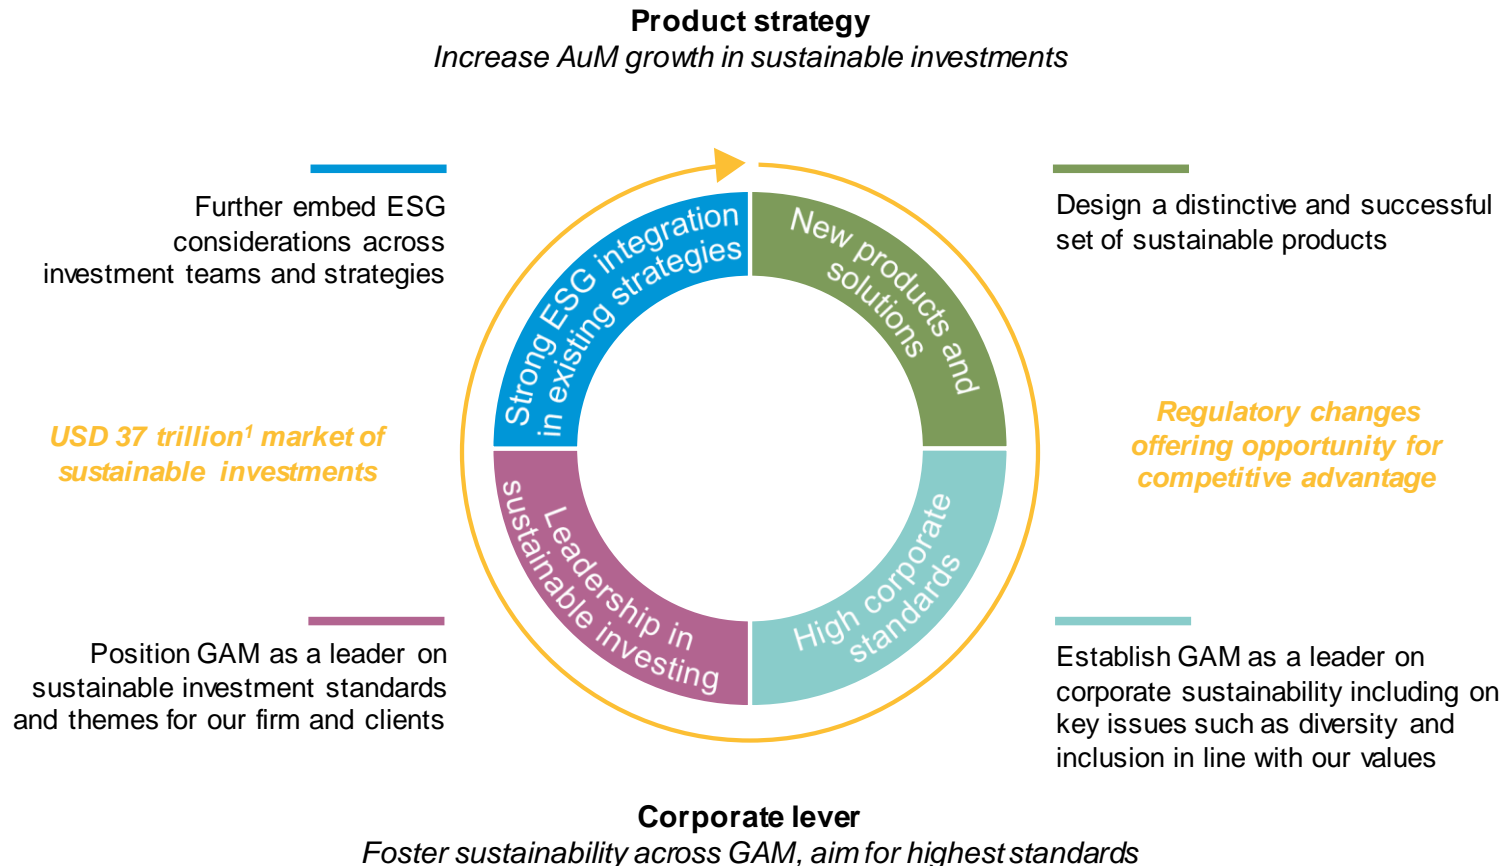 Product strategy
Increase AuM growth in sustainable investments
Further embed ESG
considerations across
investment teams and strategies
Design a distinctive and successful
set of sustainable products
Strong ESG integration
in existing strategies
New products and
solutions
USD 37 trillion¹ market of
sustainable investments
Regulatory changes
offering opportunity for
competitive advantage
Leadership in
sustainable investing
High corporate
standards
Position GAM as a leader on
sustainable investment standards
and themes for our firm and clients
Establish GAM as a leader on
corporate sustainability including on
key issues such as diversity and
inclusion in line with our values
Corporate lever
Foster sustainability across GAM, aim for highest standards